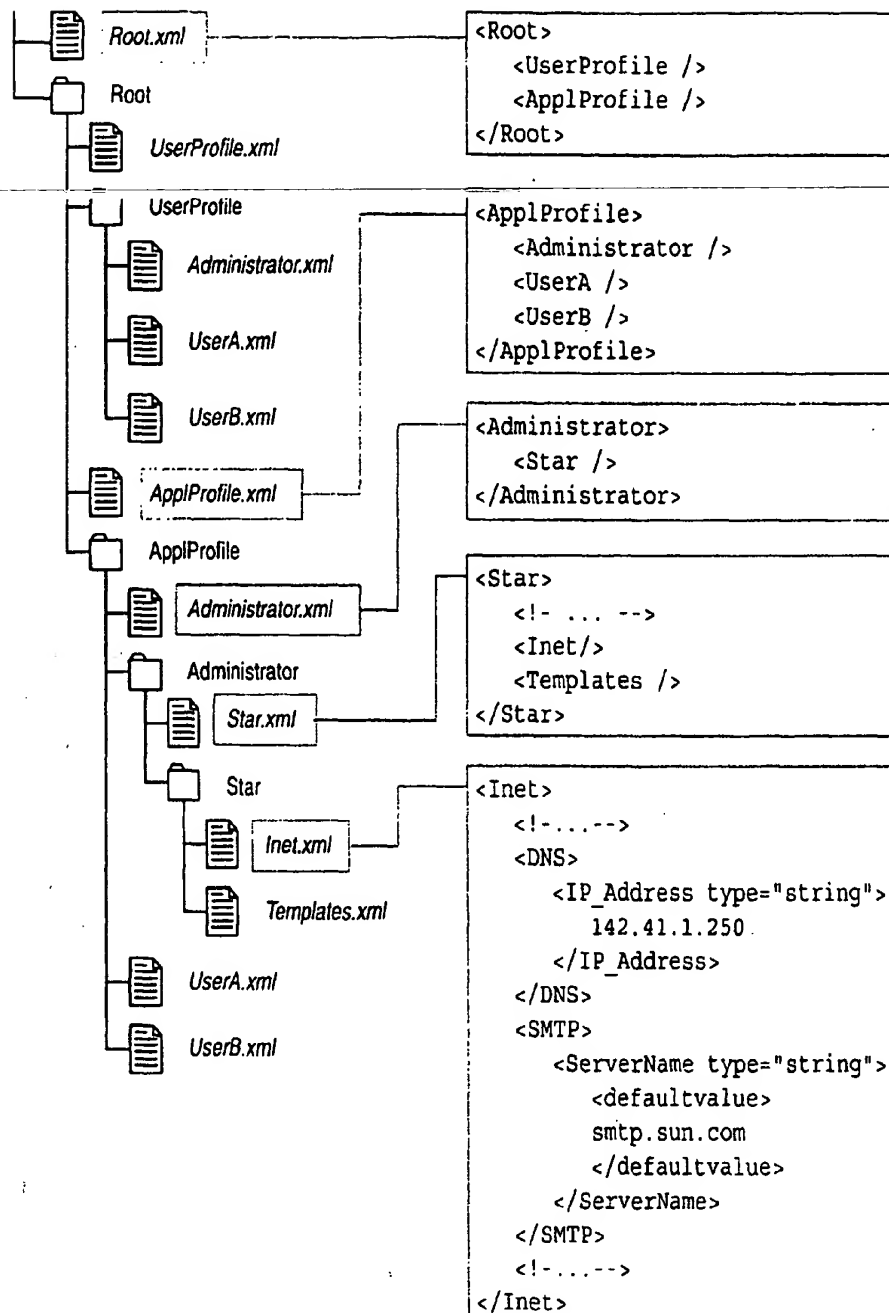 Root.xml
Root
UserProfile.xml
UserProfile
Administrator.xml
UserA.xml
UserB.xml
ApplProfile.xml
ApplProfile
Administrator.xml
Administrator
Star.xml
Star
Inet.xml
Templates.xml
UserA.xml
UserB.xml
<Root>
<UserProfile />
<ApplProfile />
</Root>
<ApplProfile>
<Administrator />
<UserA />
<UserB />
</ApplProfile>
<Administrator>
<Star />
</Administrator>
<Star>
<!- ... -->
<Inet/>
<Templates />
</Star>
<Inet>
<!-...-->
<DNS>
<IP_Address type="string">
142.41.1.250
</IP_Address>
</DNS>
<SMTP>
<ServerName type="string">
<defaultvalue>
smtp.sun.com
</defaultvalue>
</ServerName>
</SMTP>
<!-...-->
</Inet>